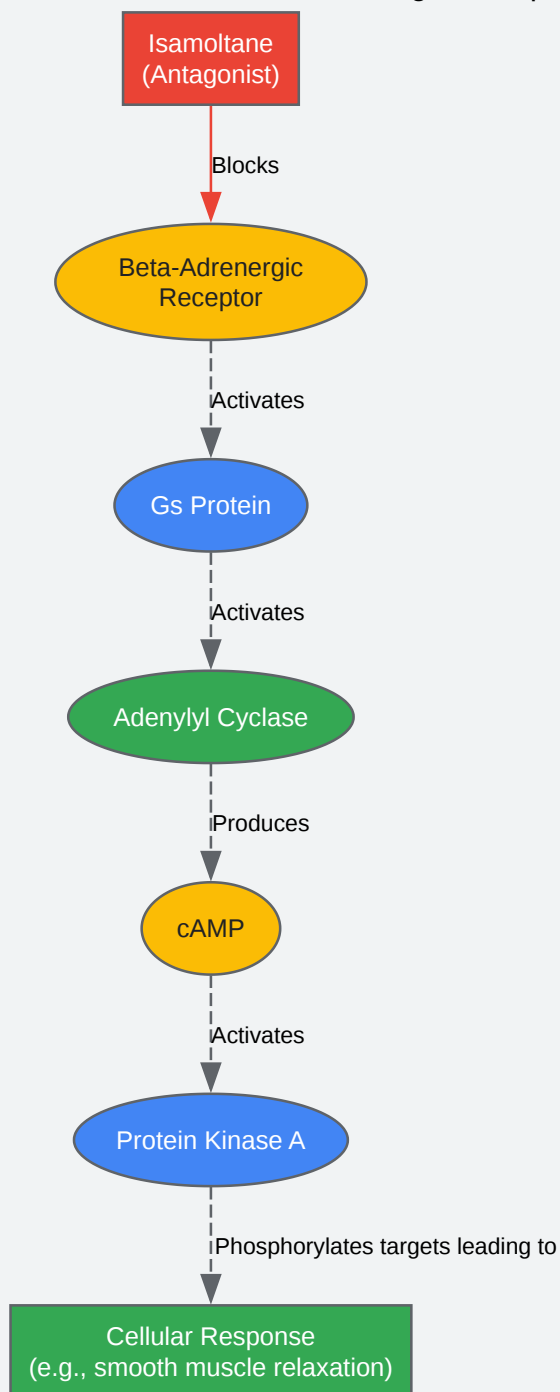 Isamoltane
(Antagonist)
Blocks
Beta-Adrenergic
Receptor
Activates
Gs Protein
Activates
Adenylyl Cyclase
Produces
cAMP
Activates
Protein Kinase A
Phosphorylates targets leading to
Cellular Response
(e.g., smooth muscle relaxation)